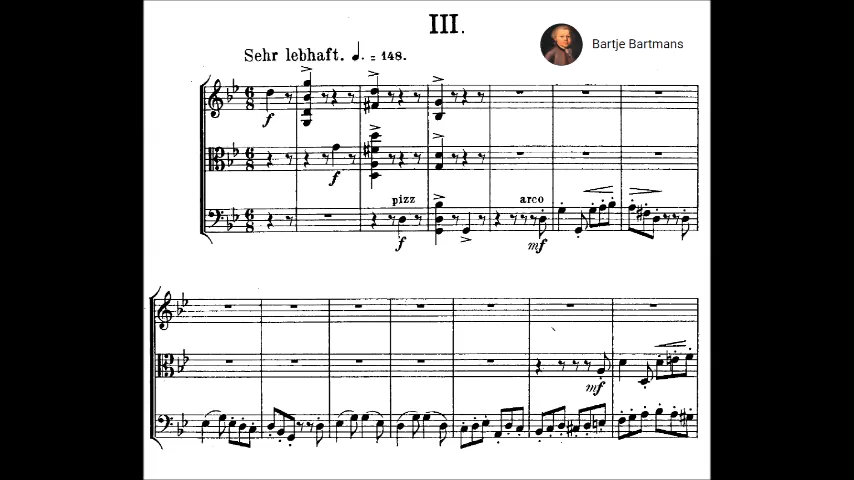 III.
Bartje Bartmans
Sehr lebhaft. ♩. = 148.
f
f
pizz
arco
f
mf
mf